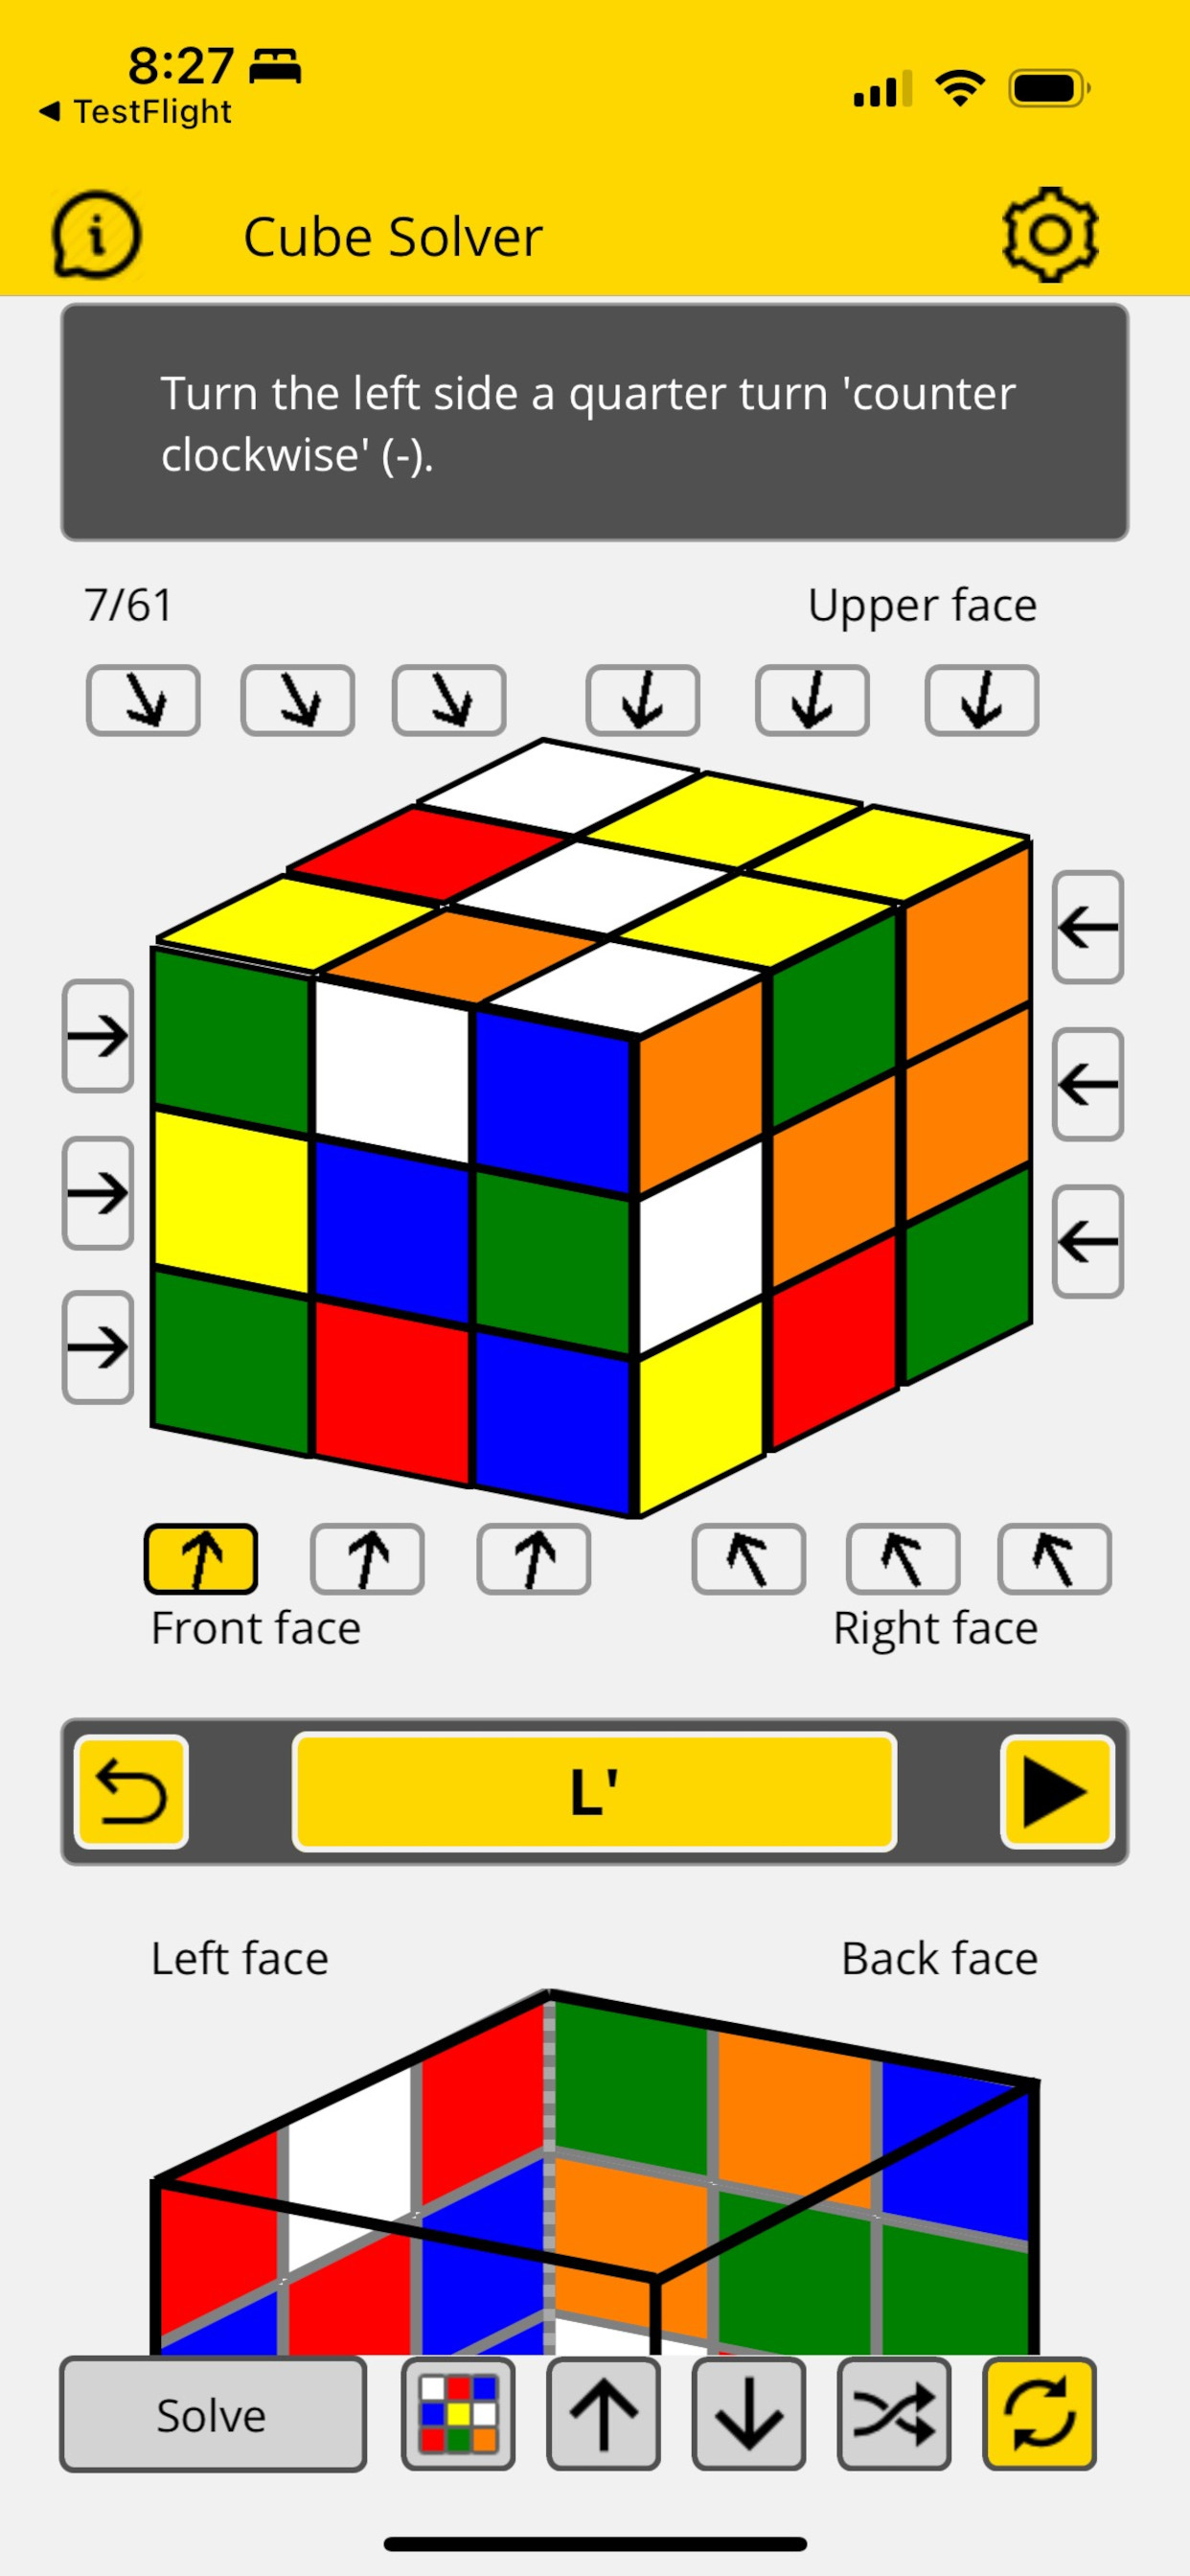 8:27
◀ TestFlight
Cube Solver
Turn the left side a quarter turn 'counter
clockwise' (-).
7/61
Upper face
Front face
Right face
L'
Left face
Back face
Solve